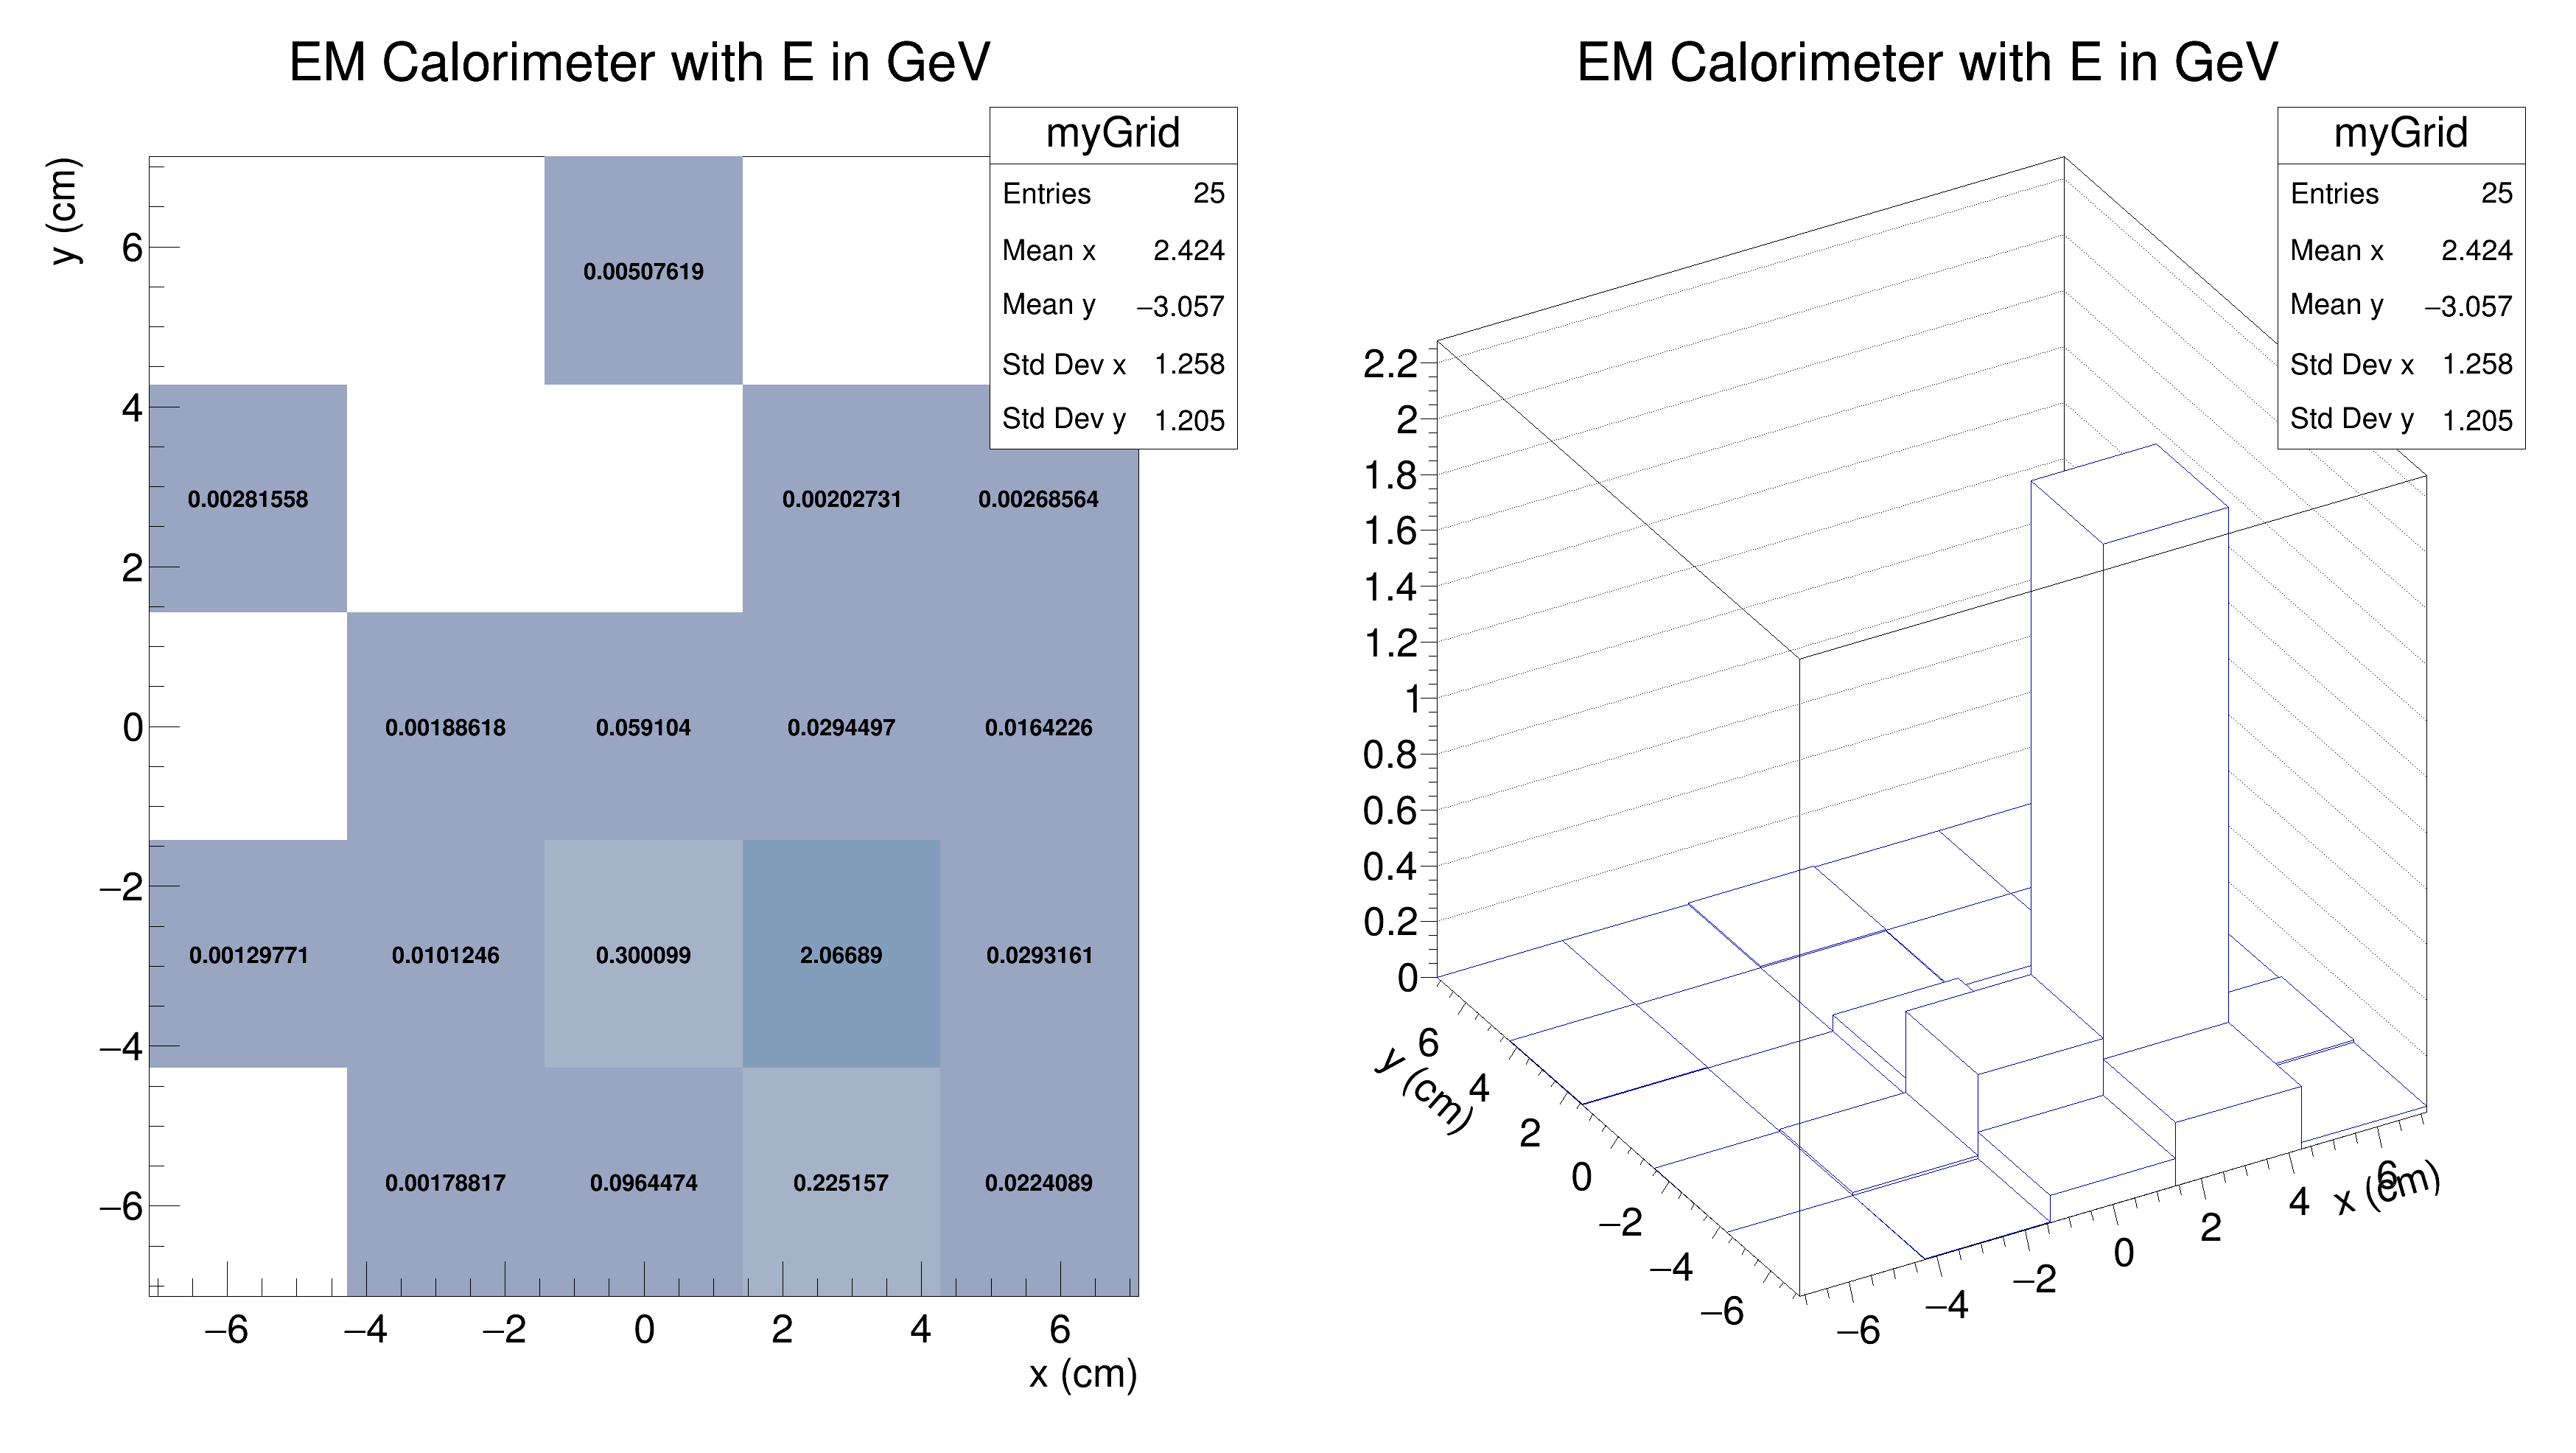 EM Calorimeter with E in GeV
myGrid
Entries 25
Mean x 2.424
Mean y −3.057
Std Dev x 1.258
Std Dev y 1.205
y (cm)
6
4
2
0
−2
−4
−6
0.00507619
0.00281558 0.00202731 0.00268564
0.00188618 0.059104 0.0294497 0.0164226
0.00129771 0.0101246 0.300099 2.06689 0.0293161
0.00178817 0.0964474 0.225157 0.0224089
−6 −4 −2 0 2 4 6
x (cm)
EM Calorimeter with E in GeV
myGrid
Entries 25
Mean x 2.424
Mean y −3.057
Std Dev x 1.258
Std Dev y 1.205
2.2
2
1.8
1.6
1.4
1.2
1
0.8
0.6
0.4
0.2
0
y (cm)
6
4
2
0
−2
−4
−6
−6
−4
−2
0
2
4
6
x (cm)